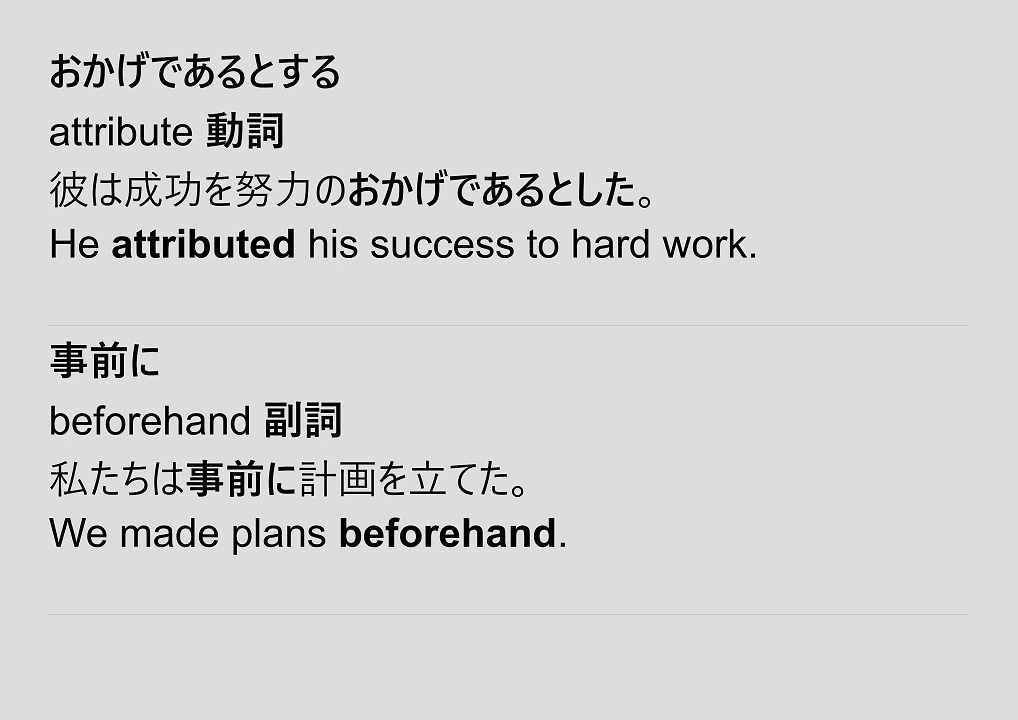 おかげであるとする
attribute 動詞
彼は成功を努力のおかげであるとした。
He attributed his success to hard work.
事前に
beforehand 副詞
私たちは事前に計画を立てた。
We made plans beforehand.